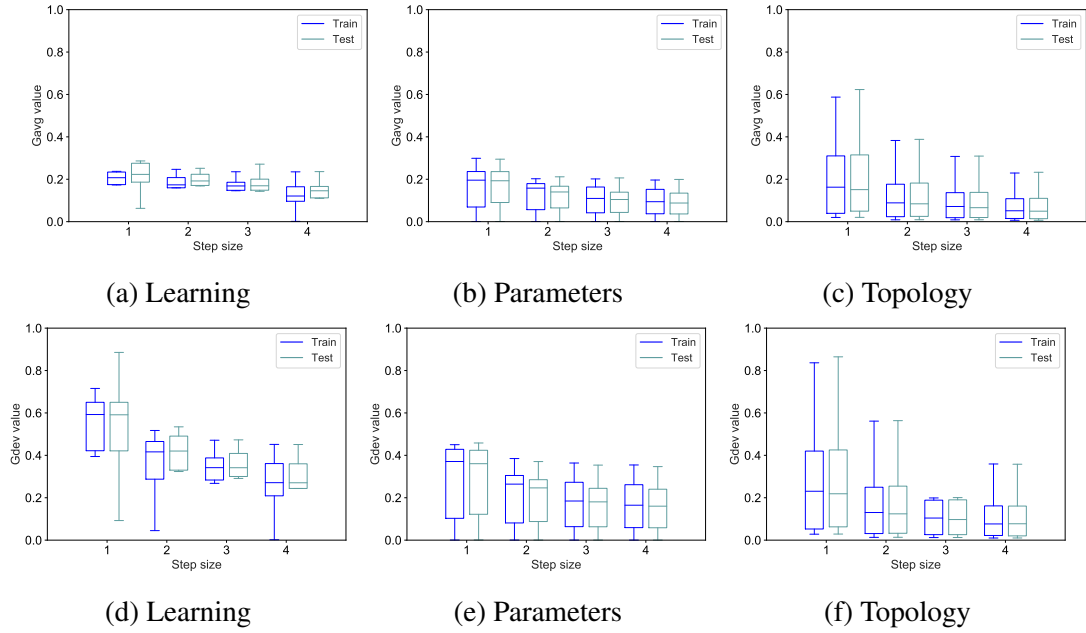 1.0
0.8
0.6
0.4
0.2
0.0
Gavg value
1 2 3 4
Step size
Train
Test
(a) Learning
1.0
0.8
0.6
0.4
0.2
0.0
Gavg value
1 2 3 4
Step size
Train
Test
(b) Parameters
1.0
0.8
0.6
0.4
0.2
0.0
Gavg value
1 2 3 4
Step size
Train
Test
(c) Topology
1.0
0.8
0.6
0.4
0.2
0.0
Gdev value
1 2 3 4
Step size
Train
Test
(d) Learning
1.0
0.8
0.6
0.4
0.2
0.0
Gdev value
1 2 3 4
Step size
Train
Test
(e) Parameters
1.0
0.8
0.6
0.4
0.2
0.0
Gdev value
1 2 3 4
Step size
Train
Test
(f) Topology